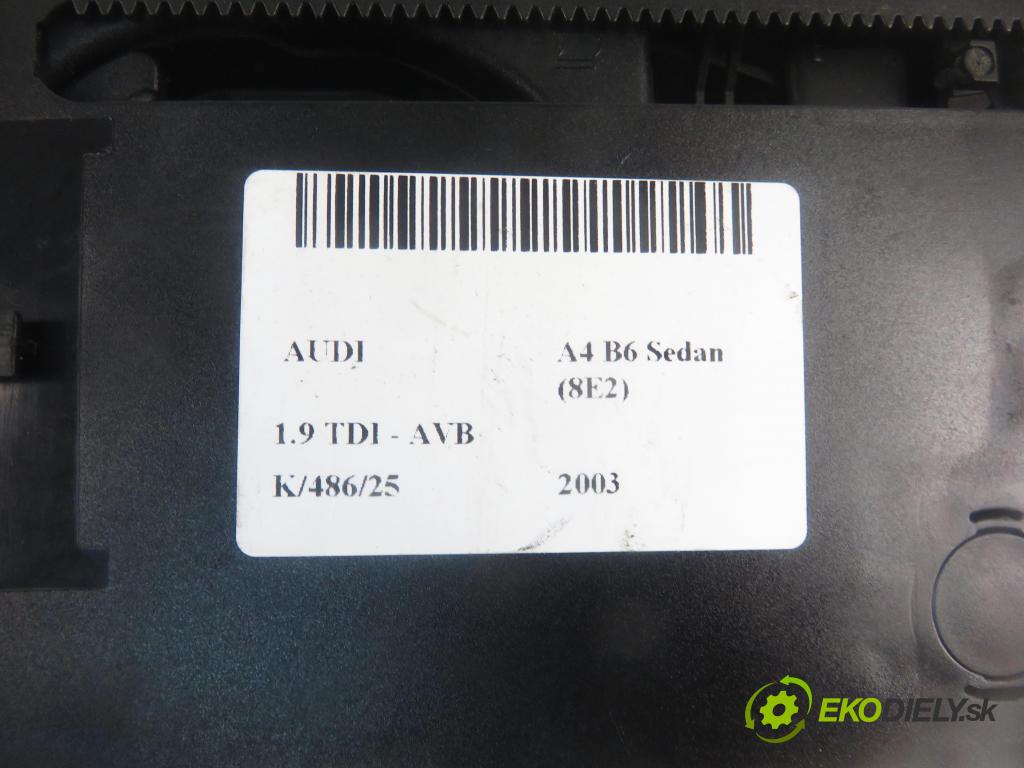 AUDI
A4 B6 Sedan
(8E2)
1.9 TDI - AVB
K/486/25
2003
EKODIELY.sk